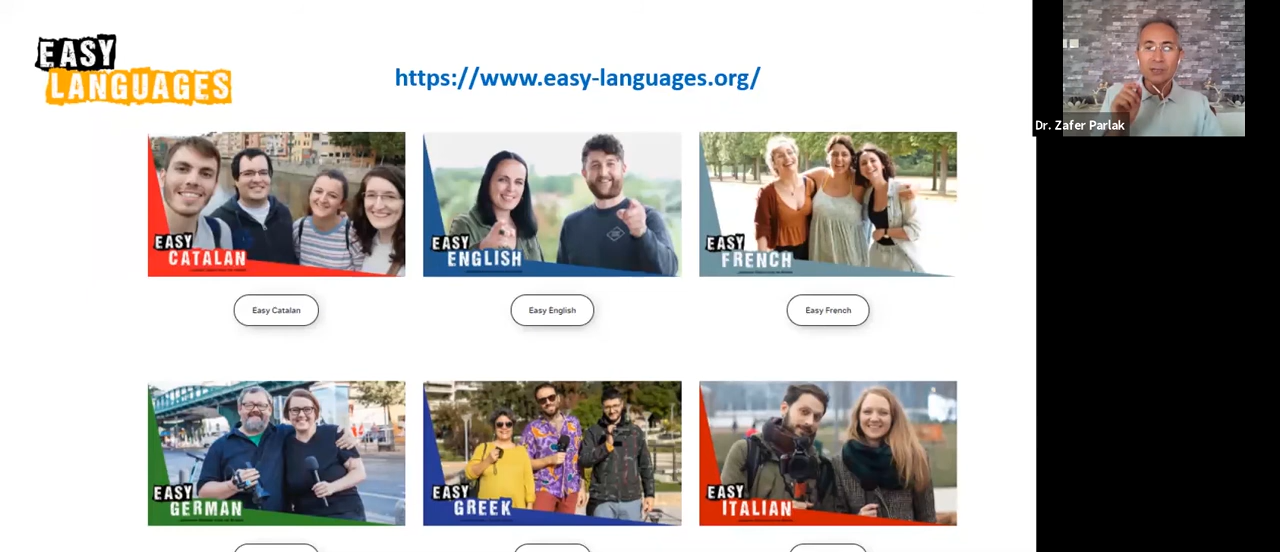 EASY
LANGUAGES
https://www.easy-languages.org/
Dr. Zafer Parlak
EASY
CATALAN
EASY
ENGLISH
EASY
FRENCH
Easy Catalan
Easy English
Easy French
EASY
GERMAN
EASY
GREEK
EASY
ITALIAN